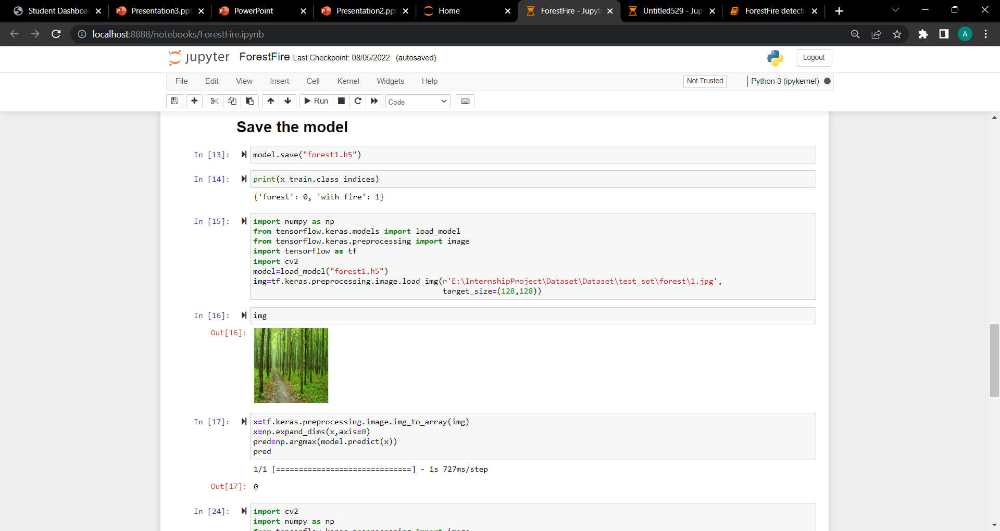 Student Dashboa
Presentation3.ppt
PowerPoint
Presentation2.ppt
Home
ForestFire - Jupyt
Untitled529 - Jup
ForestFire detecti
localhost:8888/notebooks/ForestFire.ipynb
A
jupyter ForestFire Last Checkpoint: 08/05/2022 (autosaved)
Logout
File Edit View Insert Cell Kernel Widgets Help
Not Trusted
Python 3 (ipykernel)
Run
Code
Save the model
In [13]: model.save("forest1.h5")
In [14]: print(x_train.class_indices)
{'forest': 0, 'with fire': 1}
In [15]: import numpy as np
from tensorflow.keras.models import load_model
from tensorflow.keras.preprocessing import image
import tensorflow as tf
import cv2
model=load_model("forest1.h5")
img=tf.keras.preprocessing.image.load_img(r'E:\InternshipProject\Dataset\Dataset\test_set\forest\1.jpg',
target_size=(128,128))
In [16]: img
Out[16]:
In [17]: x=tf.keras.preprocessing.image.img_to_array(img)
x=np.expand_dims(x,axis=0)
pred=np.argmax(model.predict(x))
pred
1/1 [==============================] - 1s 727ms/step
Out[17]: 0
In [24]: import cv2
import numpy as np